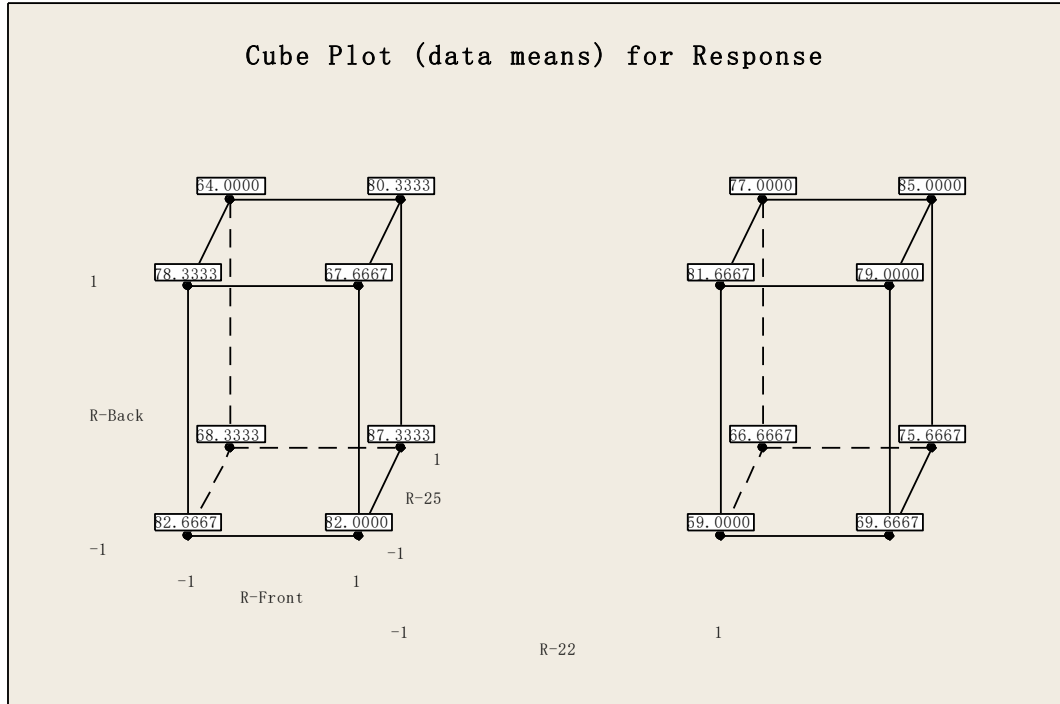 Cube Plot (data means) for Response
64.0000 80.3333 77.0000 85.0000
78.3333 67.6667 81.6667 79.0000
1
R-Back
68.3333 87.3333 66.6667 75.6667
1
R-25
82.6667 82.0000 59.0000 69.6667
-1 -1
-1 1
R-Front
-1 1
R-22